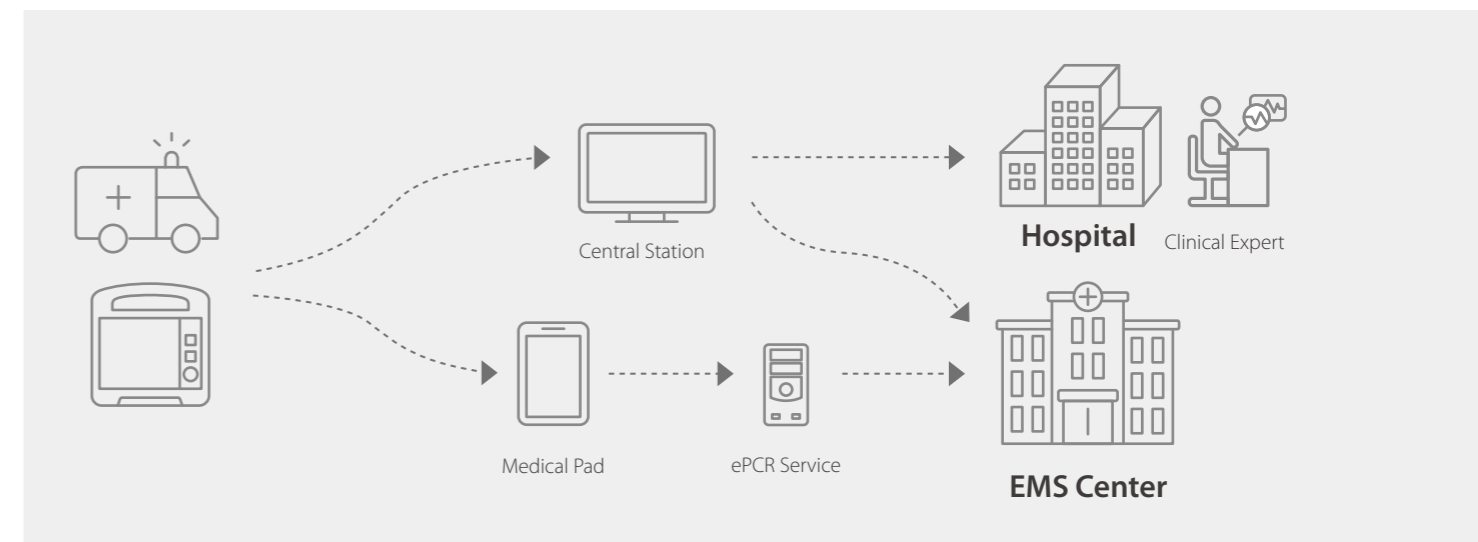 Central Station
Hospital
Clinical Expert
Medical Pad
ePCR Service
EMS Center